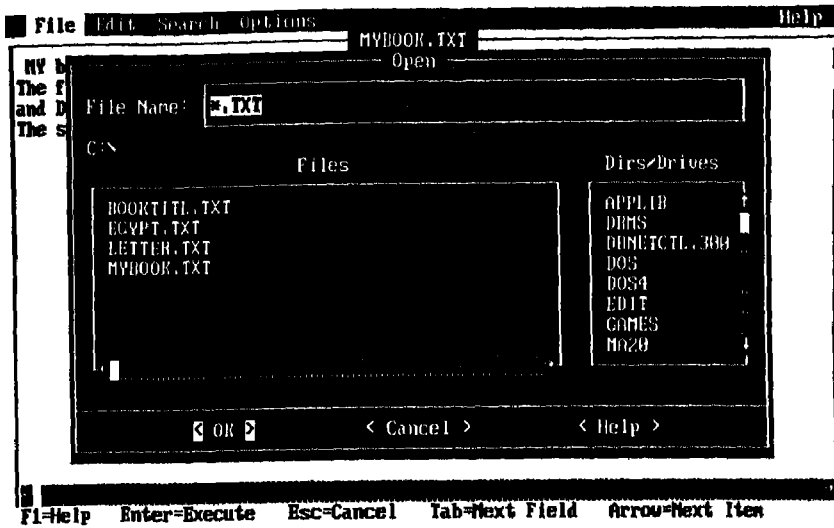 File Edit Search Options Help
MYBOOK.TXT
MY b
Open
The f
and D
The s
File Name: *.TXT
C:\
Files Dirs/Drives
BOOKTITL.TXT APPLIB
EGYPT.TXT DBMS
LETTER.TXT DBNETCTL.300
MYBOOK.TXT DOS
DOS4
EDIT
GAMES
MA20
< OK > < Cancel > < Help >
F1=Help Enter=Execute Esc=Cancel Tab=Next Field Arrow=Next Item